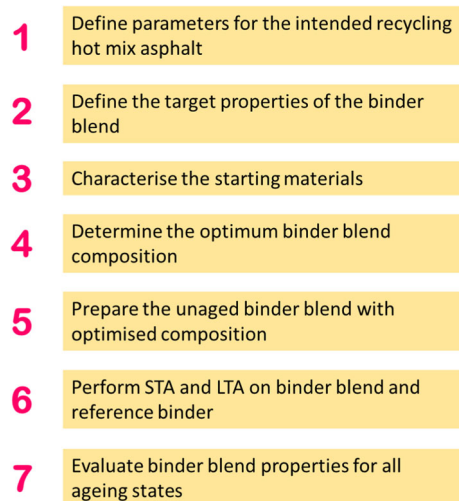 1
Define parameters for the intended recycling
hot mix asphalt
2
Define the target properties of the binder
blend
3
Characterise the starting materials
4
Determine the optimum binder blend
composition
5
Prepare the unaged binder blend with
optimised composition
6
Perform STA and LTA on binder blend and
reference binder
7
Evaluate binder blend properties for all
ageing states